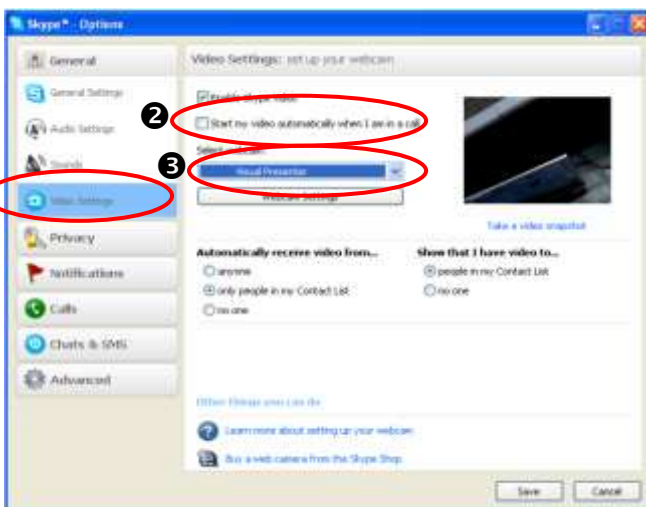 Skype™ - Options
General
General Settings
Audio Settings
Sounds
Video Settings
Privacy
Notifications
Calls
Chats & SMS
Advanced
Video Settings: set up your webcam
Enable Skype video
❷
Start my video automatically when I am in a call
Select webcam
❸
Visual Presenter
Webcam Settings
Take a video snapshot
Automatically receive video from...
anyone
only people in my Contact List
no one
Show that I have video to...
people in my Contact List
no one
Other things you can do
Learn more about setting up your webcam
Buy a web camera from the Skype Shop
Save
Cancel